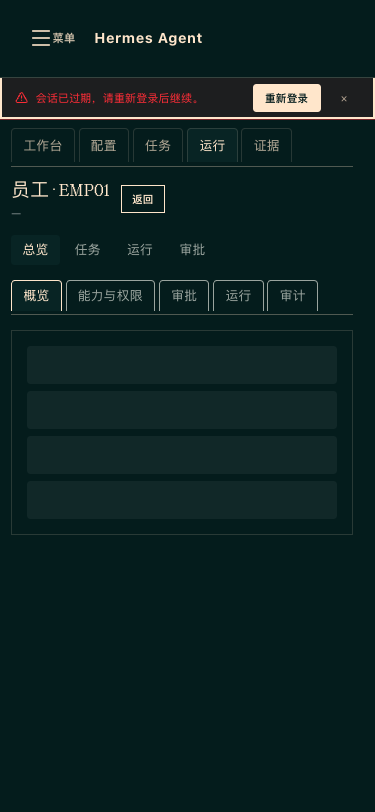 菜单 Hermes Agent
会话已过期，请重新登录后继续。 重新登录 ×
工作台 配置 任务 运行 证据
员工 · EMP01 返回
—
总览 任务 运行 审批
概览 能力与权限 审批 运行 审计